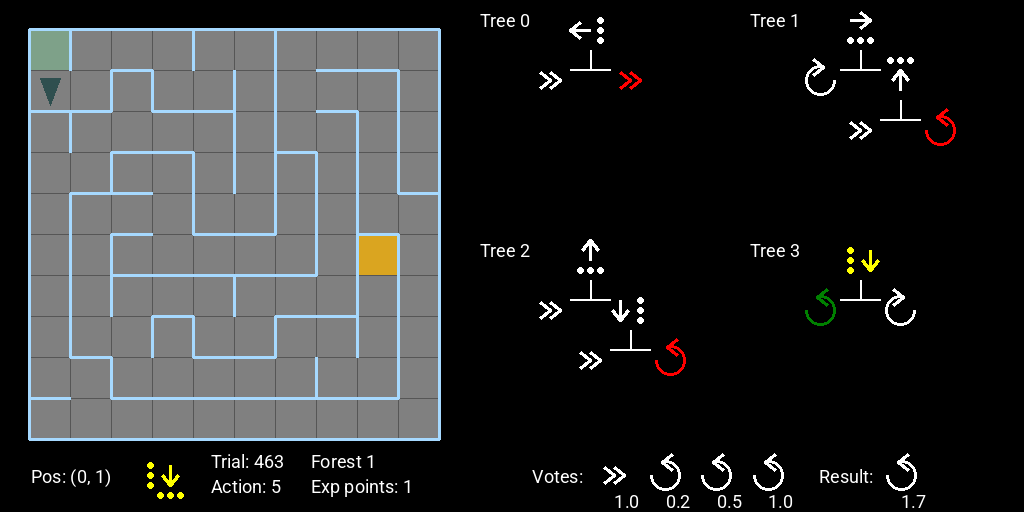 Tree 0
Tree 1
Tree 2
Tree 3
Pos: (0, 1)
Trial: 463
Forest 1
Action: 5
Exp points: 1
Votes:
1.0
0.2
0.5
1.0
Result:
1.7